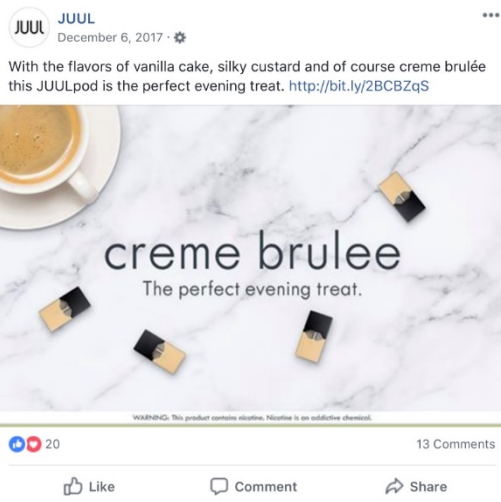 JUUL
JUUL
December 6, 2017 ·
With the flavors of vanilla cake, silky custard and of course creme brulée
this JUULpod is the perfect evening treat. http://bit.ly/2BCBZqS
creme brulee
The perfect evening treat.
WARNING: This product contains nicotine. Nicotine is an addictive chemical.
20
13 Comments
Like
Comment
Share